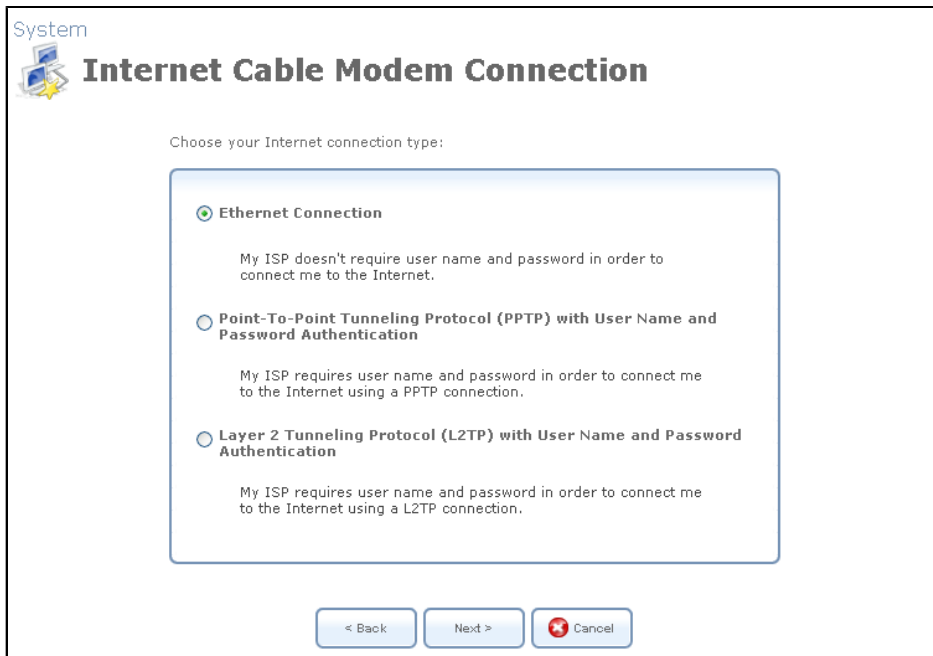 System
Internet Cable Modem Connection
Choose your Internet connection type:
Ethernet Connection
My ISP doesn't require user name and password in order to
connect me to the Internet.
Point-To-Point Tunneling Protocol (PPTP) with User Name and
Password Authentication
My ISP requires user name and password in order to connect me
to the Internet using a PPTP connection.
Layer 2 Tunneling Protocol (L2TP) with User Name and Password
Authentication
My ISP requires user name and password in order to connect me
to the Internet using a L2TP connection.
< Back
Next >
Cancel